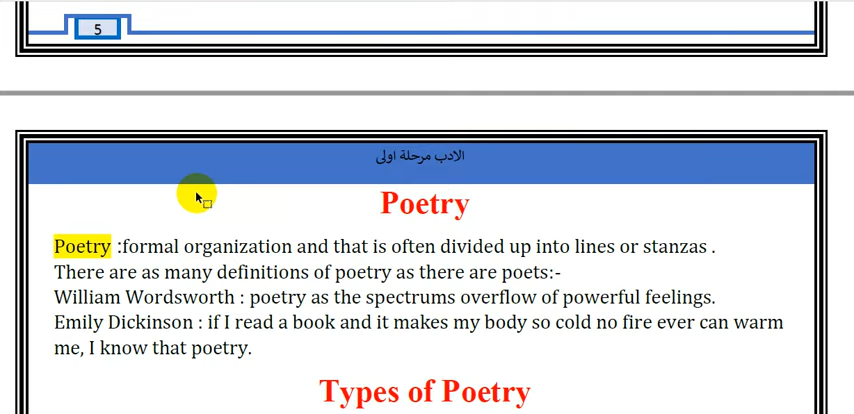 5
الادب مرحلة اولى
Poetry
Poetry :formal organization and that is often divided up into lines or stanzas .
There are as many definitions of poetry as there are poets:-
William Wordsworth : poetry as the spectrums overflow of powerful feelings.
Emily Dickinson : if I read a book and it makes my body so cold no fire ever can warm
me, I know that poetry.
Types of Poetry